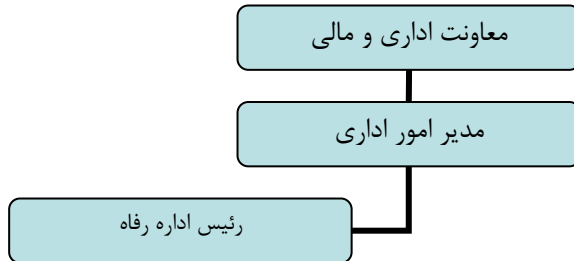 معاونت اداری و مالی
مدیر امور اداری
رئیس اداره رفاه